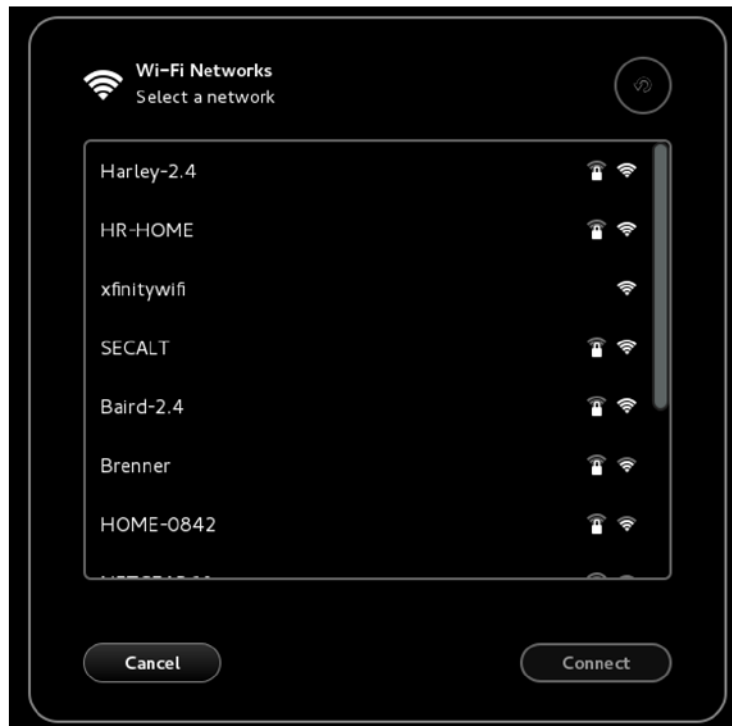 Wi-Fi Networks
Select a network
Harley-2.4
HR-HOME
xfinitywifi
SECALT
Baird-2.4
Brenner
HOME-0842
Cancel
Connect